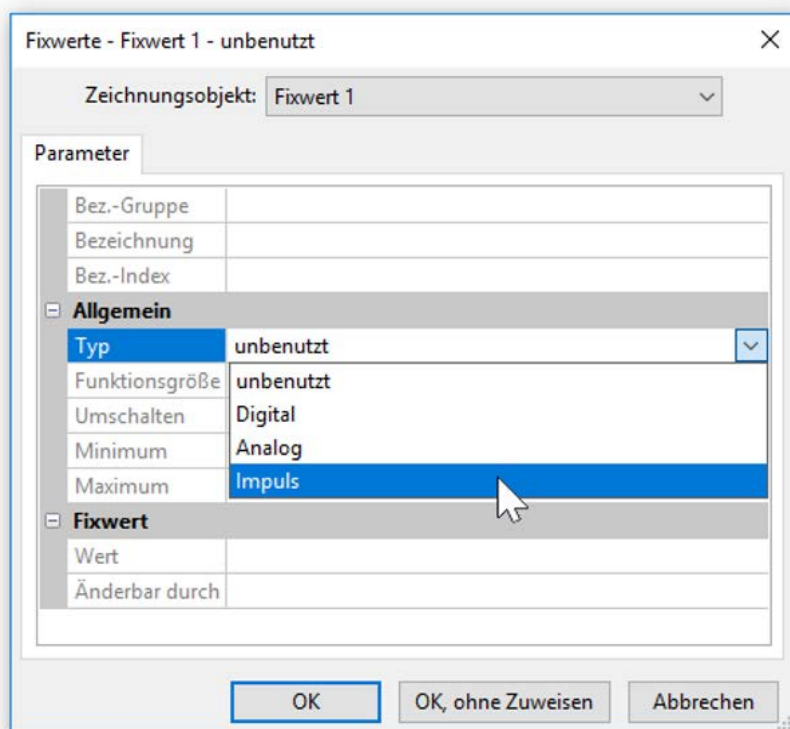 Fixwerte - Fixwert 1 - unbenutzt
Zeichnungsobjekt: Fixwert 1
Parameter
Bez.-Gruppe
Bezeichnung
Bez.-Index
Allgemein
Typ unbenutzt
Funktionsgröße unbenutzt
Umschalten Digital
Minimum Analog
Maximum Impuls
Fixwert
Wert
Änderbar durch
OK OK, ohne Zuweisen Abbrechen